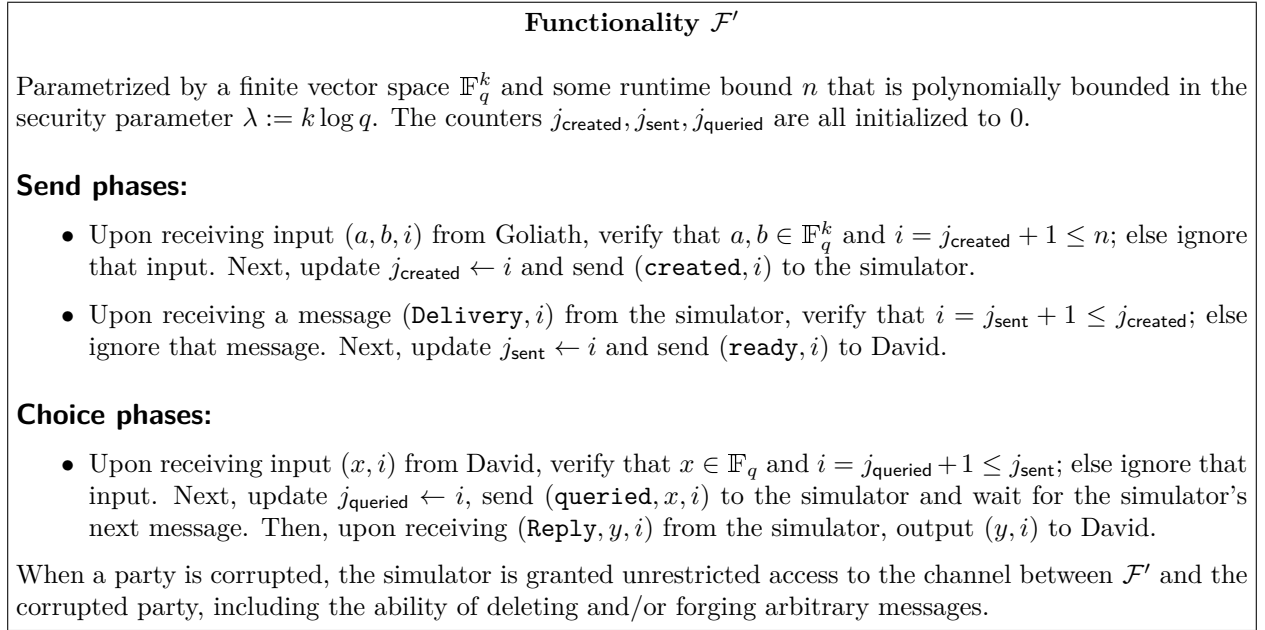 Functionality 𝓕′
Parametrized by a finite vector space 𝔽_q^k and some runtime bound n that is polynomially bounded in the
security parameter λ := k log q. The counters j_created, j_sent, j_queried are all initialized to 0.
Send phases:
• Upon receiving input (a, b, i) from Goliath, verify that a, b ∈ 𝔽_q^k and i = j_created + 1 ≤ n; else ignore
that input. Next, update j_created ← i and send (created, i) to the simulator.
• Upon receiving a message (Delivery, i) from the simulator, verify that i = j_sent + 1 ≤ j_created; else
ignore that message. Next, update j_sent ← i and send (ready, i) to David.
Choice phases:
• Upon receiving input (x, i) from David, verify that x ∈ 𝔽_q and i = j_queried + 1 ≤ j_sent; else ignore that
input. Next, update j_queried ← i, send (queried, x, i) to the simulator and wait for the simulator's
next message. Then, upon receiving (Reply, y, i) from the simulator, output (y, i) to David.
When a party is corrupted, the simulator is granted unrestricted access to the channel between 𝓕′ and the
corrupted party, including the ability of deleting and/or forging arbitrary messages.